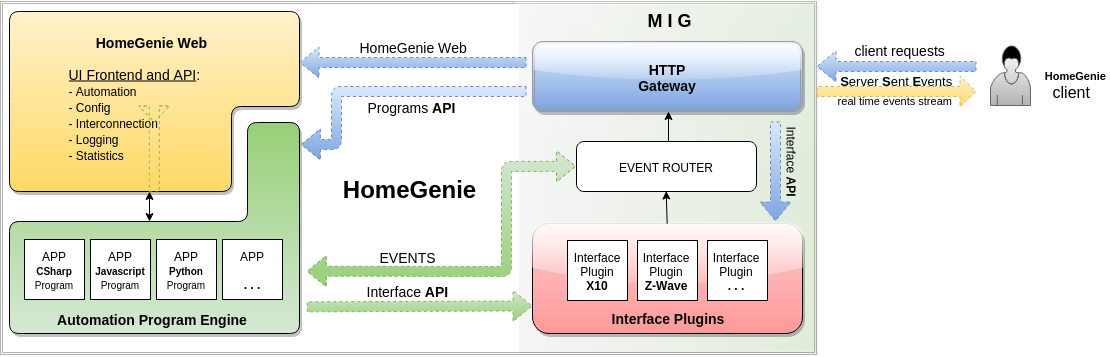 HomeGenie Web
UI Frontend and API:
- Automation
- Config
- Interconnection
- Logging
- Statistics
APP
CSharp
Program
APP
Javascript
Program
APP
Python
Program
APP
. . .
Automation Program Engine
HomeGenie Web
Programs API
HomeGenie
EVENTS
Interface API
M I G
HTTP
Gateway
EVENT ROUTER
Interface API
Interface
Plugin
X10
Interface
Plugin
Z-Wave
Interface
Plugin
. . .
Interface Plugins
client requests
Server Sent Events
real time events stream
HomeGenie
client